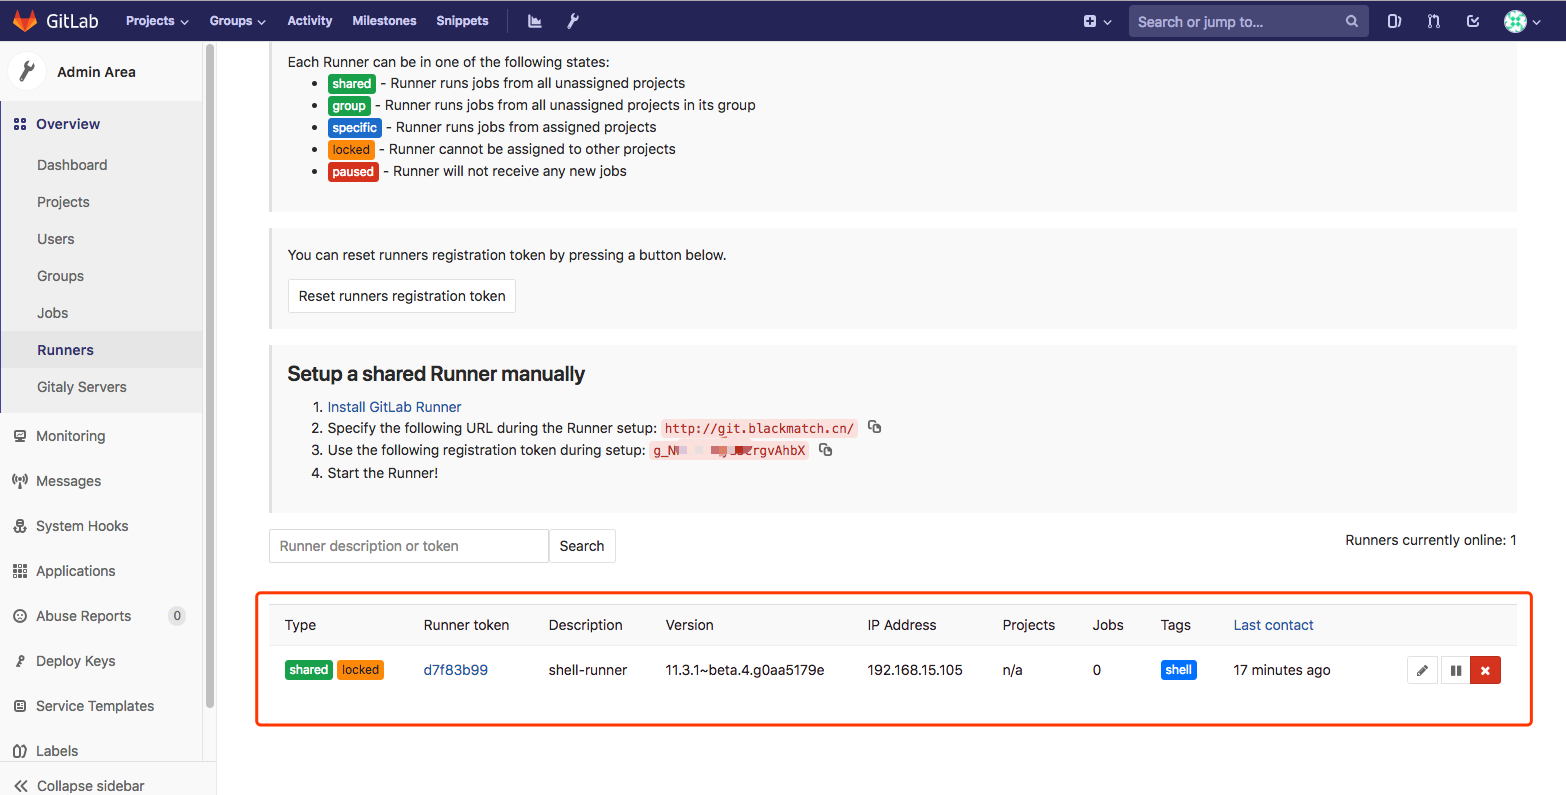 GitLab Projects Groups Activity Milestones Snippets Search or jump to...
Admin Area
Overview
Dashboard
Projects
Users
Groups
Jobs
Runners
Gitaly Servers
Monitoring
Messages
System Hooks
Applications
Abuse Reports 0
Deploy Keys
Service Templates
Labels
Collapse sidebar
Each Runner can be in one of the following states:
• shared - Runner runs jobs from all unassigned projects
• group - Runner runs jobs from all unassigned projects in its group
• specific - Runner runs jobs from assigned projects
• locked - Runner cannot be assigned to other projects
• paused - Runner will not receive any new jobs
You can reset runners registration token by pressing a button below.
Reset runners registration token
Setup a shared Runner manually
1. Install GitLab Runner
2. Specify the following URL during the Runner setup: http://git.blackmatch.cn/
3. Use the following registration token during setup:
4. Start the Runner!
Runner description or token Search
Runners currently online: 1
Type Runner token Description Version IP Address Projects Jobs Tags Last contact
shared locked d7f83b99 shell-runner 11.3.1~beta.4.g0aa5179e 192.168.15.105 n/a 0 shell 17 minutes ago